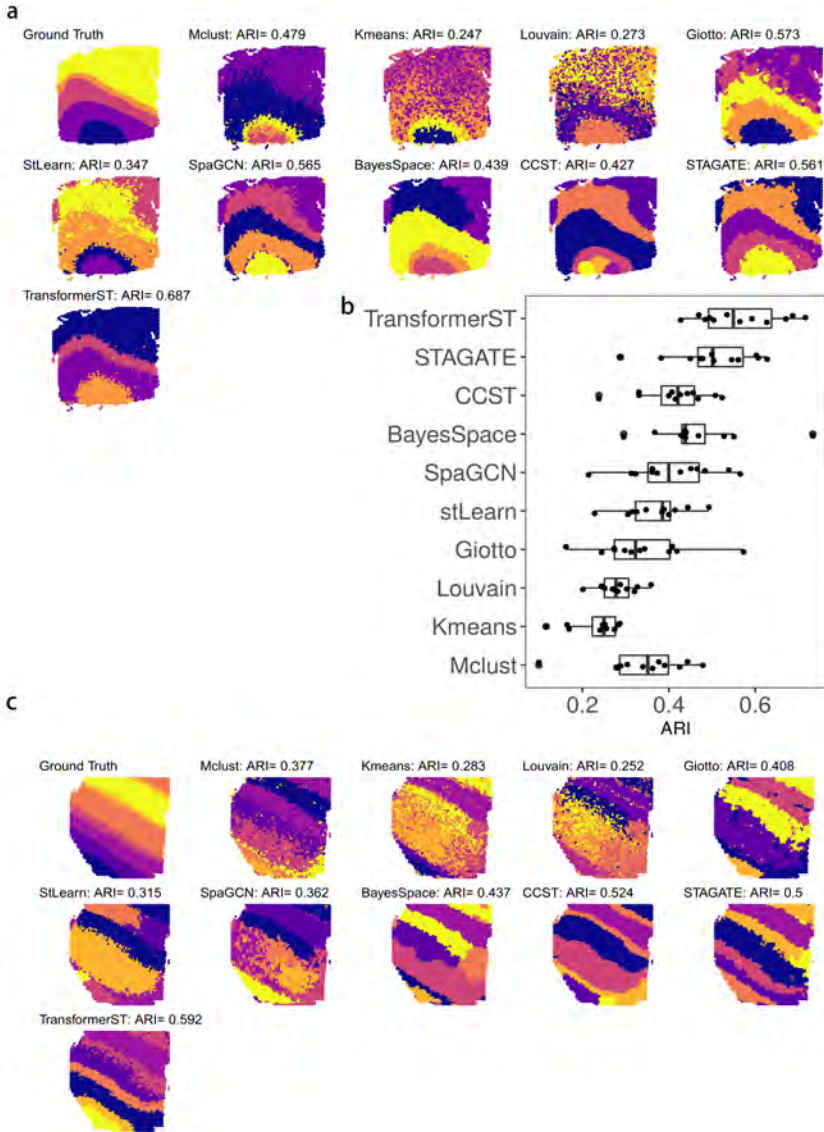 a
Ground Truth
Mclust: ARI= 0.479
Kmeans: ARI= 0.247
Louvain: ARI= 0.273
Giotto: ARI= 0.573
StLearn: ARI= 0.347
SpaGCN: ARI= 0.565
BayesSpace: ARI= 0.439
CCST: ARI= 0.427
STAGATE: ARI= 0.561
TransformerST: ARI= 0.687
b
TransformerST
STAGATE
CCST
BayesSpace
SpaGCN
stLearn
Giotto
Louvain
Kmeans
Mclust
0.2 0.4 0.6
ARI
c
Ground Truth
Mclust: ARI= 0.377
Kmeans: ARI= 0.283
Louvain: ARI= 0.252
Giotto: ARI= 0.408
StLearn: ARI= 0.315
SpaGCN: ARI= 0.362
BayesSpace: ARI= 0.437
CCST: ARI= 0.524
STAGATE: ARI= 0.5
TransformerST: ARI= 0.592